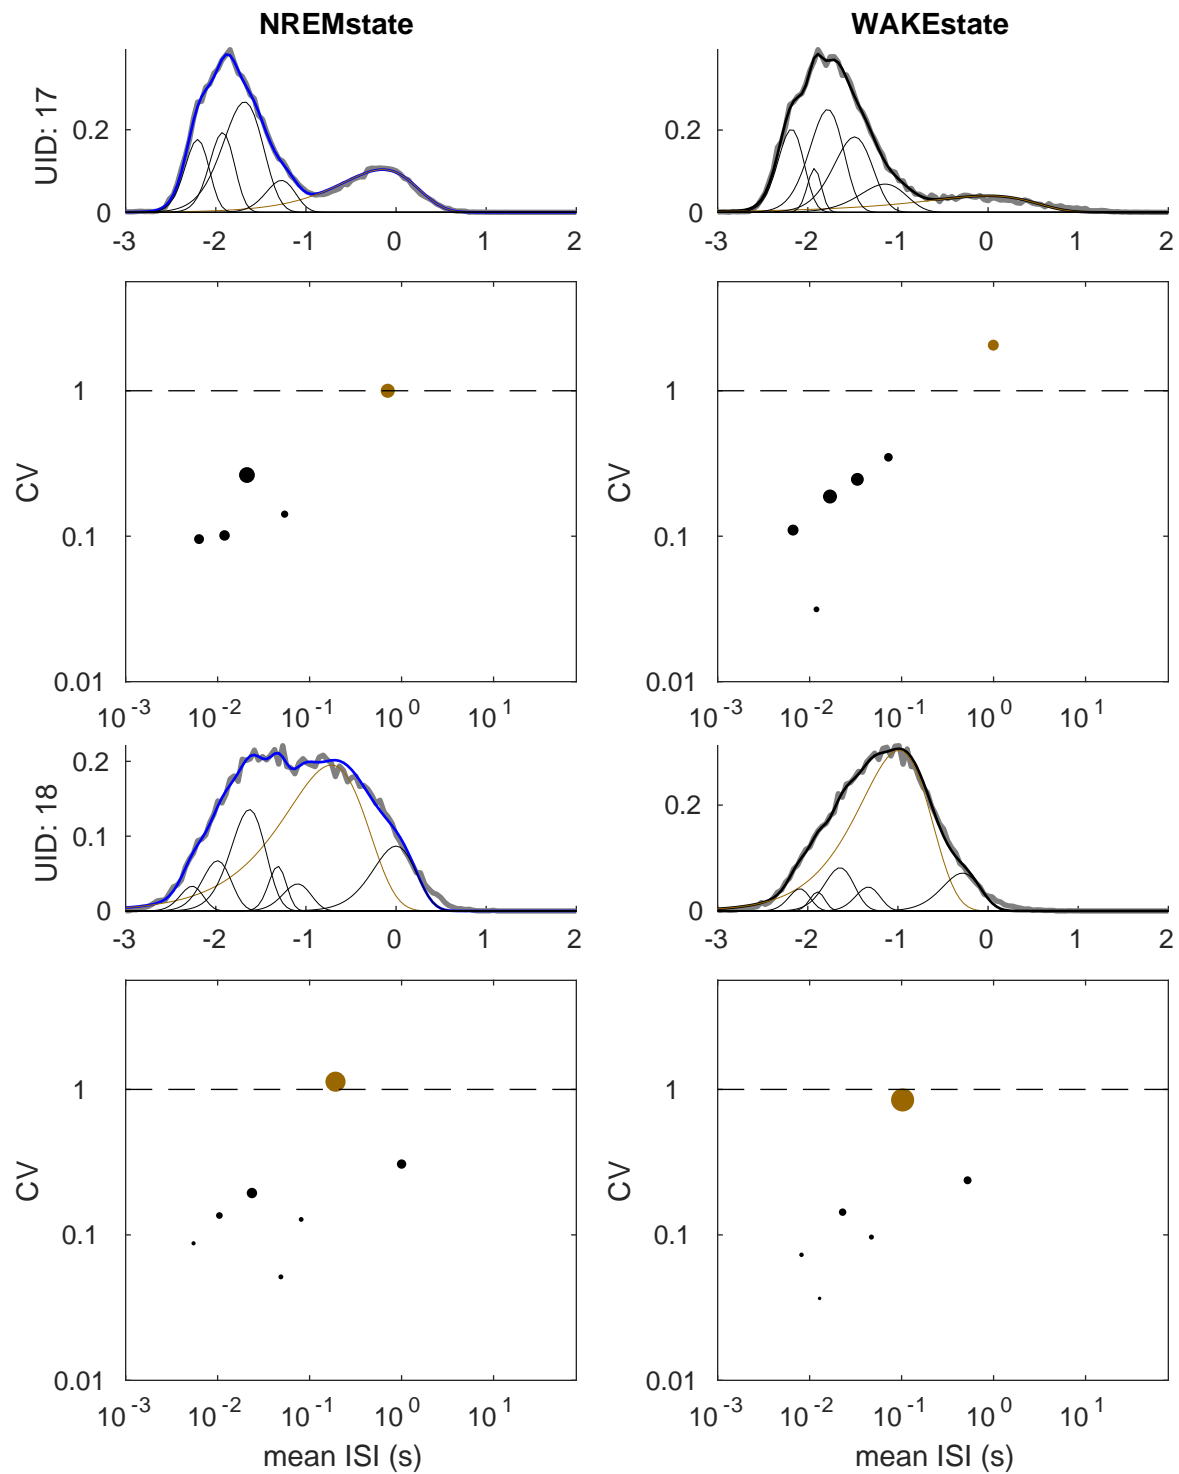 NREMstate WAKEstate
UID: 17
0.2 0.2
0 0
-3 -2 -1 0 1 2 -3 -2 -1 0 1 2
CV CV
1 1
0.1 0.1
0.01 0.01
10^-3 10^-2 10^-1 10^0 10^1 10^-3 10^-2 10^-1 10^0 10^1
UID: 18
0.2 0.2
0.1
0 0
-3 -2 -1 0 1 2 -3 -2 -1 0 1 2
CV CV
1 1
0.1 0.1
0.01 0.01
10^-3 10^-2 10^-1 10^0 10^1 10^-3 10^-2 10^-1 10^0 10^1
mean ISI (s) mean ISI (s)